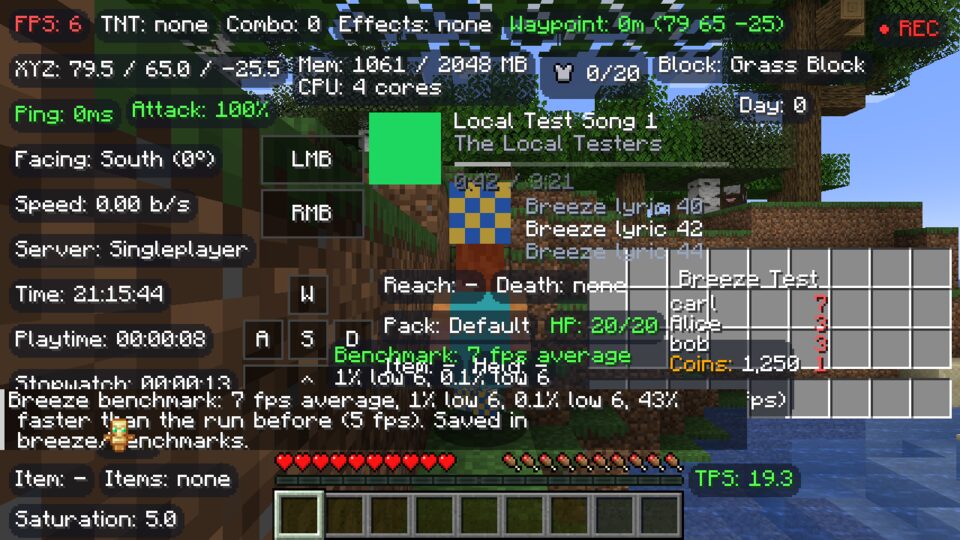 FPS: 6 TNT: none Combo: 0 Effects: none Waypoint: 0m (79 65 -25) REC
XYZ: 79.5 / 65.0 / -25.5 Mem: 1061 / 2048 MB 0/20 Block: Grass Block
CPU: 4 cores
Day: 0
Ping: 0ms Attack: 100%
Local Test Song 1
The Local Testers
0:42 / 3:21
Facing: South (0°) LMB
Speed: 0.00 b/s RMB
Breeze lyric 40
Breeze lyric 42
Breeze lyric 44
Server: Singleplayer
Reach: - Death: none
Breeze Test
Time: 21:15:44 W
carl 7
Alice 3
bob 3
Coins: 1,250 1
Pack: Default HP: 20/20
Playtime: 00:00:08 A S D
Benchmark: 7 fps average
Item: - Held: -
1% low 6, 0.1% low 6
Stopwatch: 00:00:13 ^
Breeze benchmark: 7 fps average, 1% low 6, 0.1% low 6, 43% fps)
faster than the run before (5 fps). Saved in
breeze/benchmarks.
Item: - Items: none TPS: 19.3
Saturation: 5.0